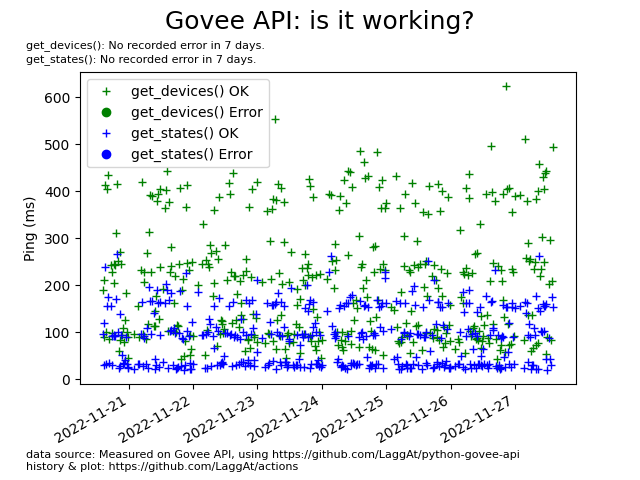 Govee API: is it working?
get_devices(): No recorded error in 7 days.
get_states(): No recorded error in 7 days.
get_devices() OK
get_devices() Error
get_states() OK
get_states() Error
Ping (ms)
600
500
400
300
200
100
0
2022-11-21
2022-11-22
2022-11-23
2022-11-24
2022-11-25
2022-11-26
2022-11-27
data source: Measured on Govee API, using https://github.com/LaggAt/python-govee-api
history & plot: https://github.com/LaggAt/actions